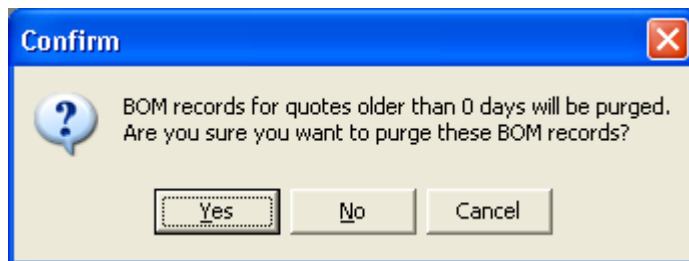 Confirm
BOM records for quotes older than 0 days will be purged.
Are you sure you want to purge these BOM records?
Yes
No
Cancel